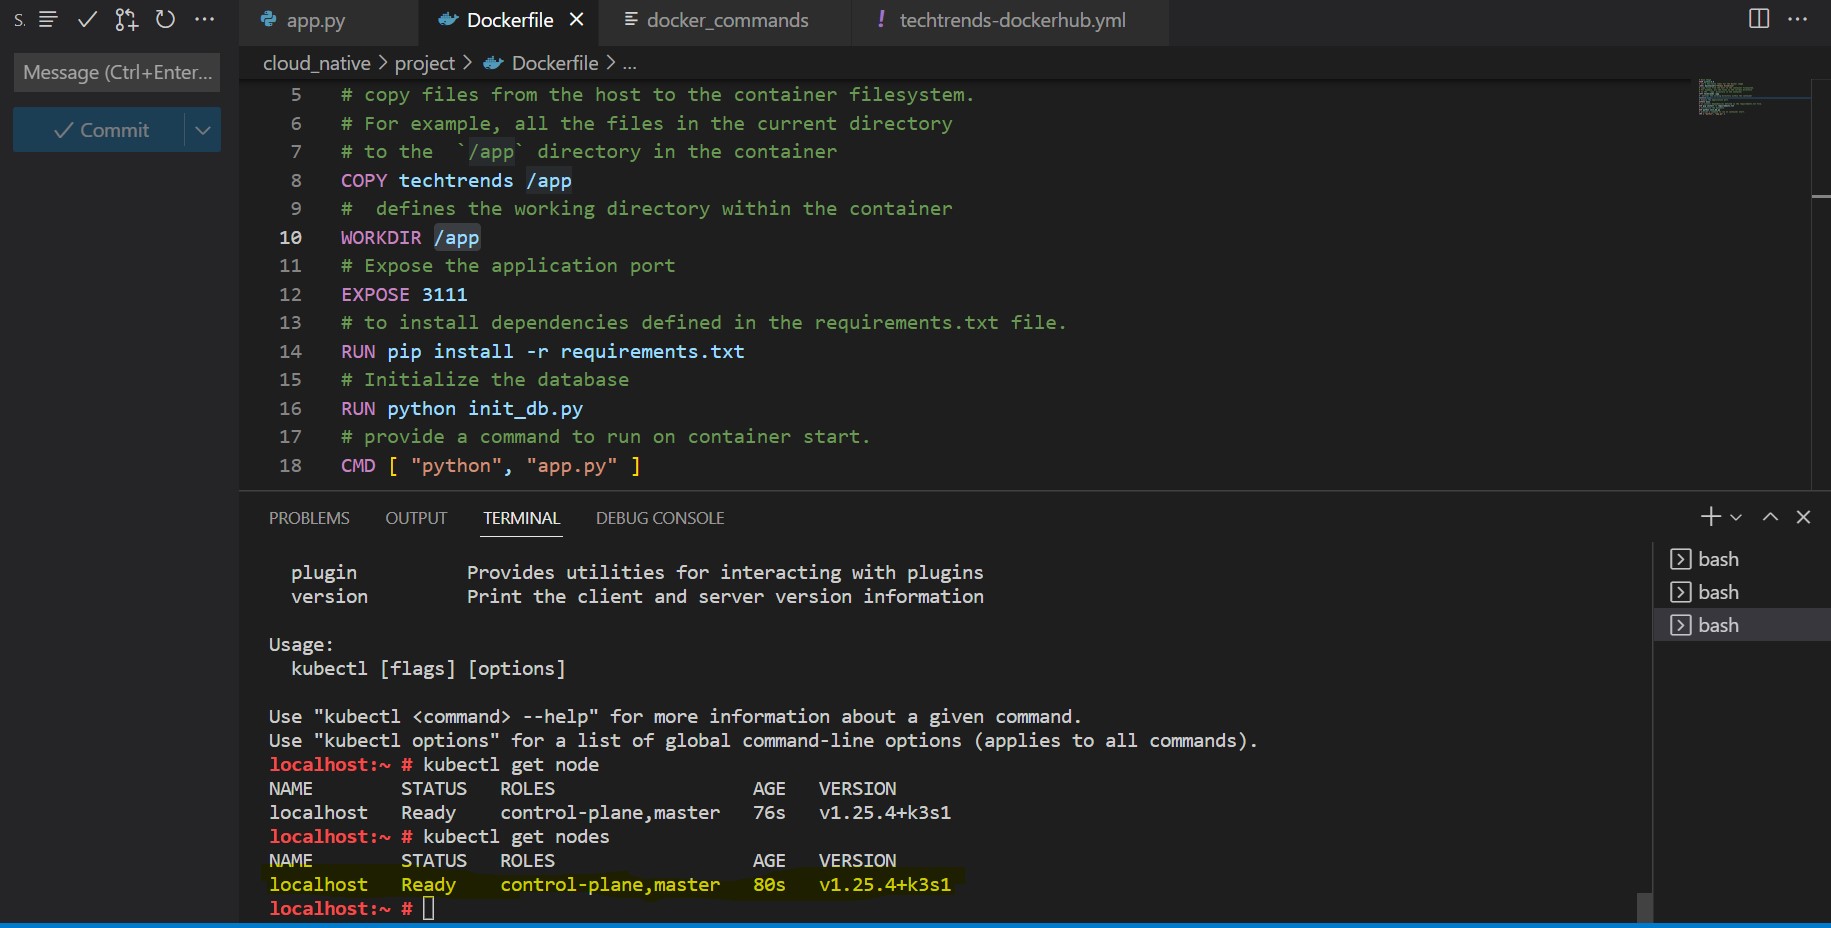 S.
app.py
Dockerfile
docker_commands
! techtrends-dockerhub.yml
Message (Ctrl+Enter...
Commit
cloud_native > project > Dockerfile > ...
5 # copy files from the host to the container filesystem.
6 # For example, all the files in the current directory
7 # to the  `/app` directory in the container
8 COPY techtrends /app
9 #  defines the working directory within the container
10 WORKDIR /app
11 # Expose the application port
12 EXPOSE 3111
13 # to install dependencies defined in the requirements.txt file.
14 RUN pip install -r requirements.txt
15 # Initialize the database
16 RUN python init_db.py
17 # provide a command to run on container start.
18 CMD [ "python", "app.py" ]
PROBLEMS OUTPUT TERMINAL DEBUG CONSOLE
plugin Provides utilities for interacting with plugins
version Print the client and server version information
Usage:
kubectl [flags] [options]
Use "kubectl <command> --help" for more information about a given command.
Use "kubectl options" for a list of global command-line options (applies to all commands).
localhost:~ # kubectl get node
NAME STATUS ROLES AGE VERSION
localhost Ready control-plane,master 76s v1.25.4+k3s1
localhost:~ # kubectl get nodes
NAME STATUS ROLES AGE VERSION
localhost Ready control-plane,master 80s v1.25.4+k3s1
localhost:~ #
bash
bash
bash